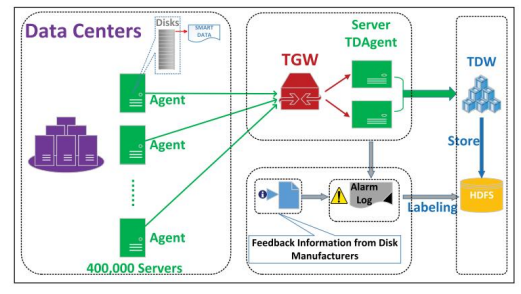 Data Centers
Disks
SMART
DATA
Agent
Agent
Agent
400,000 Servers
TGW
Server
TDAgent
TDW
Store
HDFS
Alarm
Log
Labeling
Feedback Information from Disk
Manufacturers